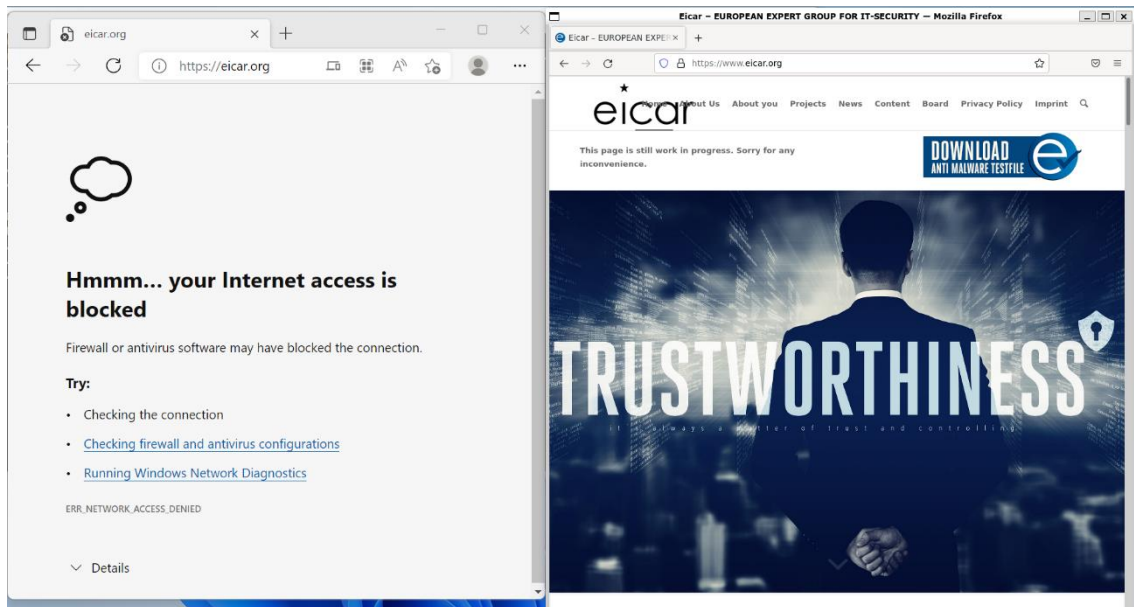 eicar.org
https://eicar.org
Hmmm... your Internet access is
blocked
Firewall or antivirus software may have blocked the connection.
Try:
• Checking the connection
• Checking firewall and antivirus configurations
• Running Windows Network Diagnostics
ERR_NETWORK_ACCESS_DENIED
Details
Eicar – EUROPEAN EXPERT GROUP FOR IT-SECURITY — Mozilla Firefox
Eicar - EUROPEAN EXPER
https://www.eicar.org
eicar
Home About Us About you Projects News Content Board Privacy Policy Imprint
This page is still work in progress. Sorry for any
inconvenience.
DOWNLOAD
ANTI MALWARE TESTFILE
TRUSTWORTHINESS
always a matter of trust and controlling